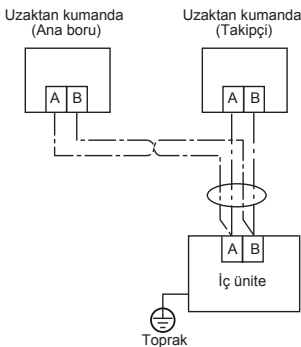 Uzaktan kumanda
(Ana boru)
Uzaktan kumanda
(Takipçi)
A B
A B
A B
İç ünite
Toprak